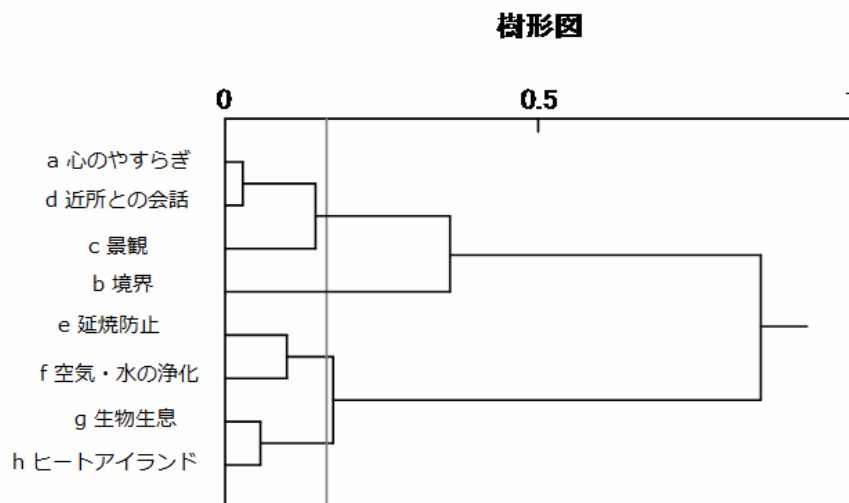 樹形図
0
0.5
a 心のやすらぎ
d 近所との会話
c 景観
b 境界
e 延焼防止
f 空気・水の浄化
g 生物生息
h ヒートアイランド